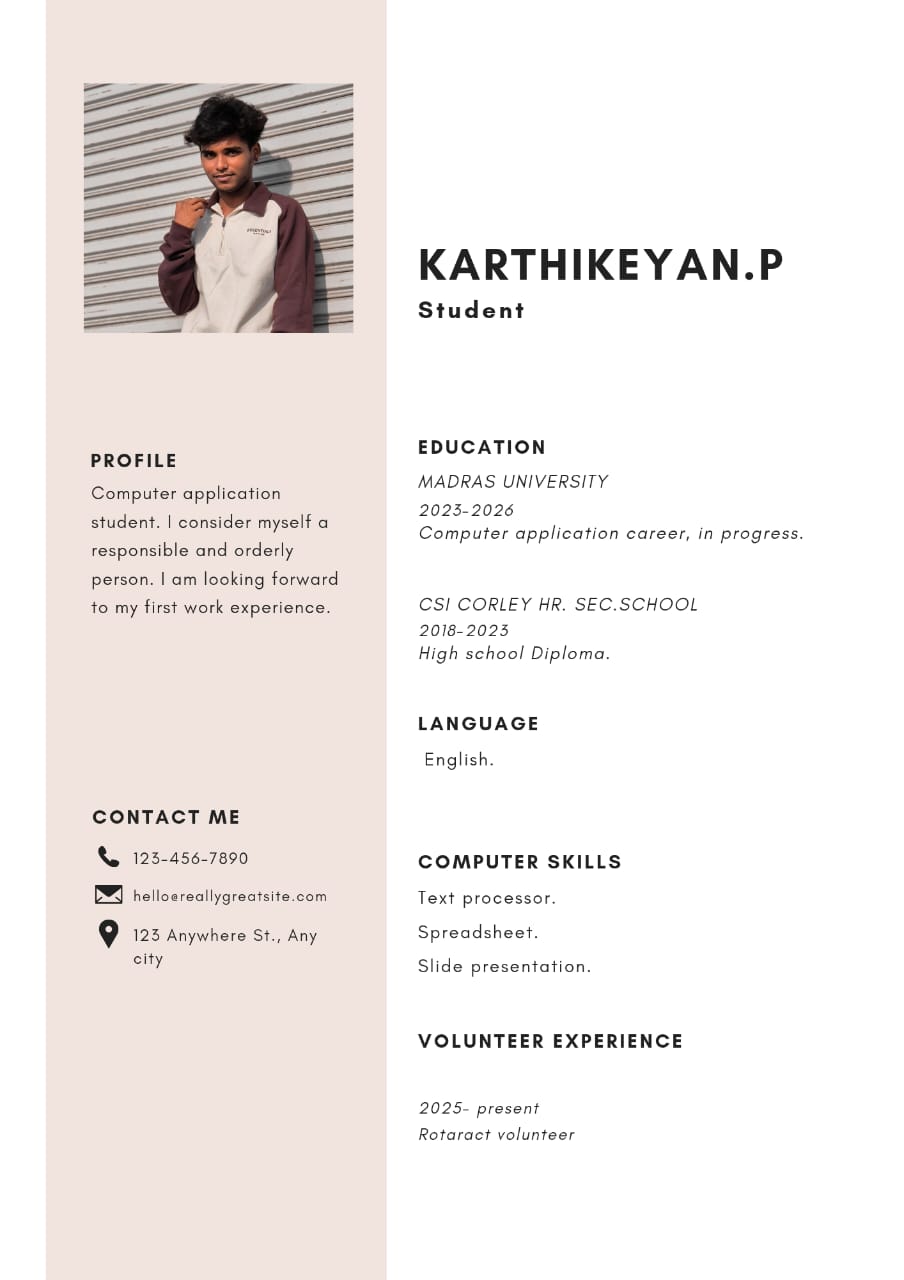 KARTHIKEYAN.P
Student
PROFILE
Computer application
student. I consider myself a
responsible and orderly
person. I am looking forward
to my first work experience.
CONTACT ME
123-456-7890
hello@reallygreatsite.com
123 Anywhere St., Any
city
EDUCATION
MADRAS UNIVERSITY
2023-2026
Computer application career, in progress.
CSI CORLEY HR. SEC.SCHOOL
2018-2023
High school Diploma.
LANGUAGE
English.
COMPUTER SKILLS
Text processor.
Spreadsheet.
Slide presentation.
VOLUNTEER EXPERIENCE
2025- present
Rotaract volunteer